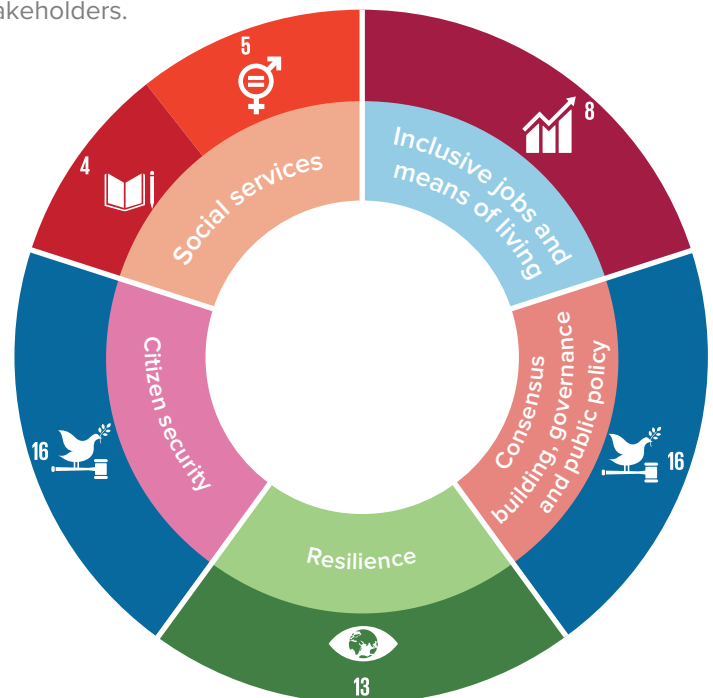 akeholders.
5
8
4
Social services
Inclusive jobs and
means of living
Citizen security
Consensus
building, governance
and public policy
16
16
Resilience
13